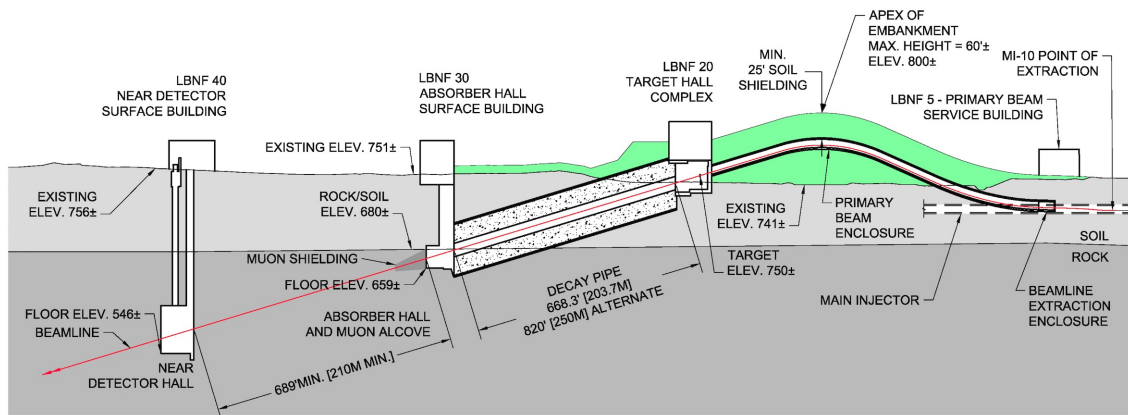 LBNF 40
NEAR DETECTOR
SURFACE BUILDING
LBNF 30
ABSORBER HALL
SURFACE BUILDING
LBNF 20
TARGET HALL
COMPLEX
MIN.
25' SOIL
SHIELDING
APEX OF
EMBANKMENT
MAX. HEIGHT = 60'±
ELEV. 800±
MI-10 POINT OF
EXTRACTION
LBNF 5 - PRIMARY BEAM
SERVICE BUILDING
EXISTING ELEV. 751±
EXISTING
ELEV. 756±
ROCK/SOIL
ELEV. 680±
MUON SHIELDING
FLOOR ELEV. 659±
ABSORBER HALL
AND MUON ALCOVE
FLOOR ELEV. 546±
BEAMLINE
NEAR
DETECTOR HALL
689'MIN. [210M MIN.]
DECAY PIPE
668.3' [203.7M]
820' [250M] ALTERNATE
EXISTING
ELEV. 741±
TARGET
ELEV. 750±
PRIMARY
BEAM
ENCLOSURE
MAIN INJECTOR
SOIL
ROCK
BEAMLINE
EXTRACTION
ENCLOSURE